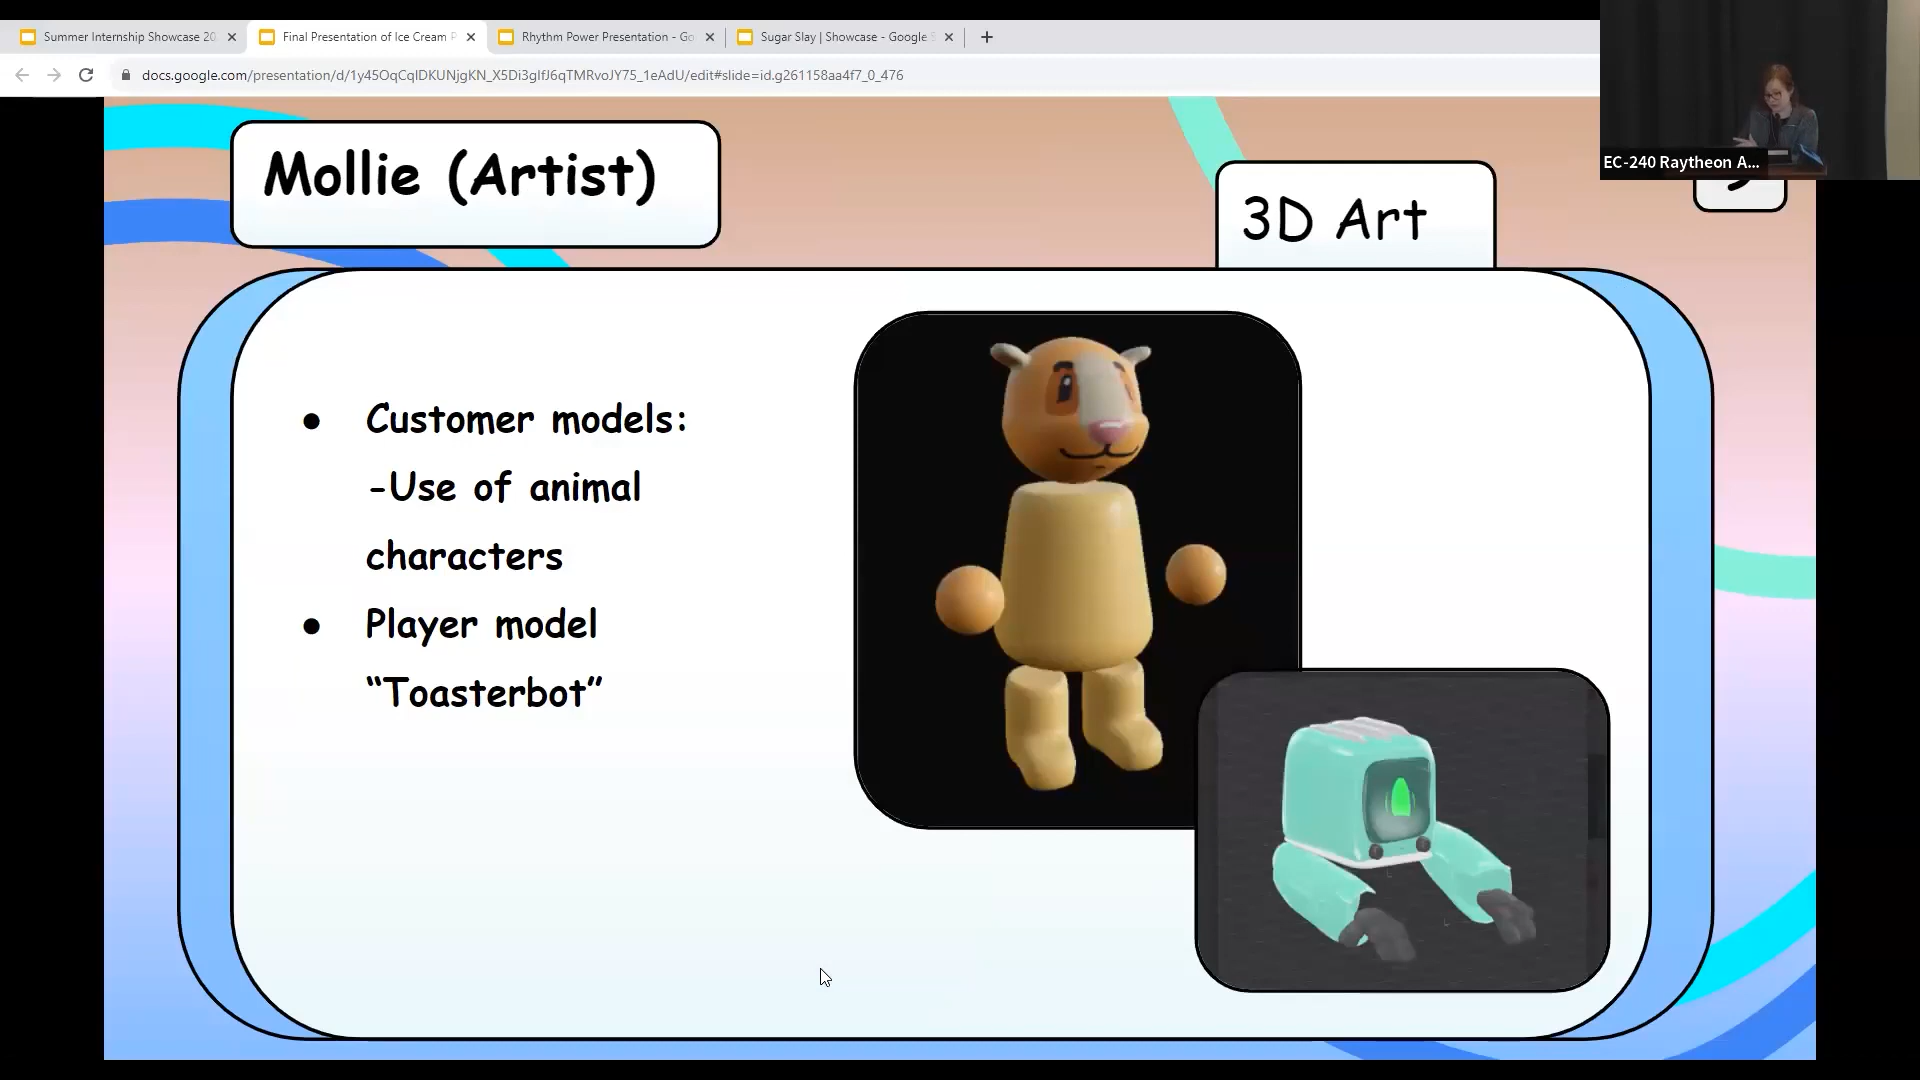 Summer Internship Showcase 20
Final Presentation of Ice Cream P
Rhythm Power Presentation - Go
Sugar Slay | Showcase - Google S
docs.google.com/presentation/d/1y45OqCqIDKUNjgKN_X5Di3gIfJ6qTMRvoJY75_1eAdU/edit#slide=id.g261158aa4f7_0_476
EC-240 Raytheon A...
Mollie (Artist)
3D Art
● Customer models:
-Use of animal
characters
● Player model
“Toasterbot”